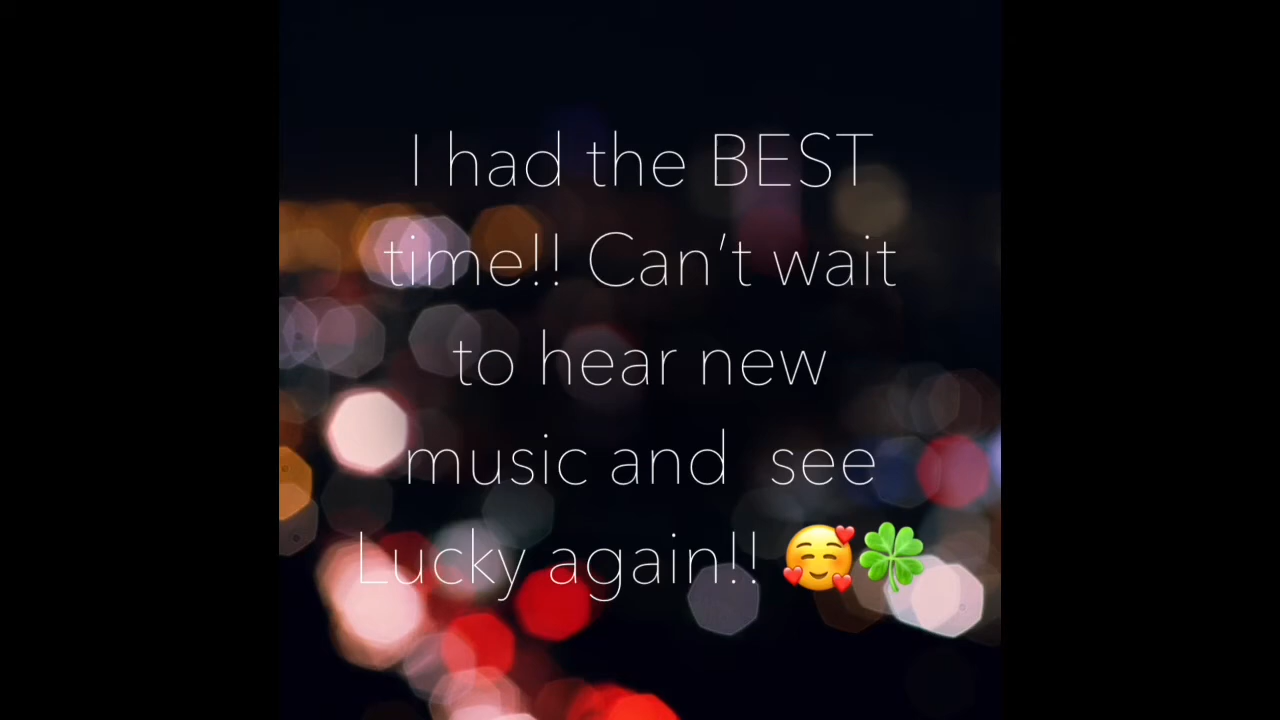 I had the BEST
time!! Can’t wait
to hear new
music and  see
Lucky again!! 🥰🍀